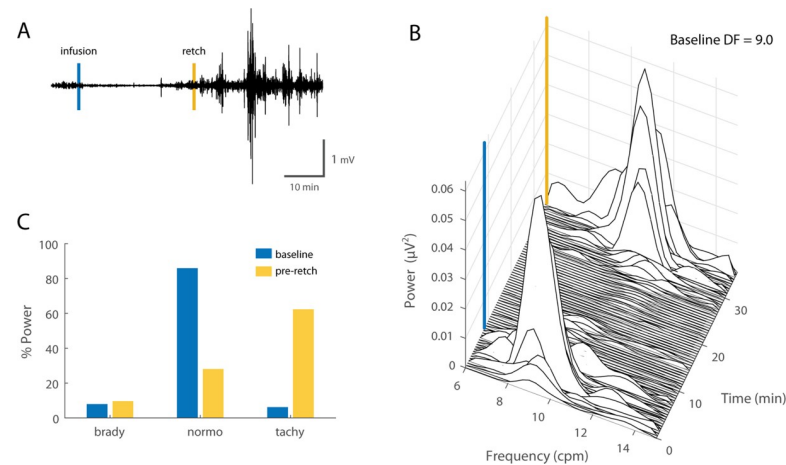 A
infusion
retch
1 mV
10 min
B
Baseline DF = 9.0
0.06
0.05
0.04
0.03
0.02
0.01
0
Power (µV²)
6
8
10
12
14
Frequency (cpm)
0
10
20
30
Time (min)
C
baseline
pre-retch
100
80
60
40
20
0
% Power
brady
normo
tachy